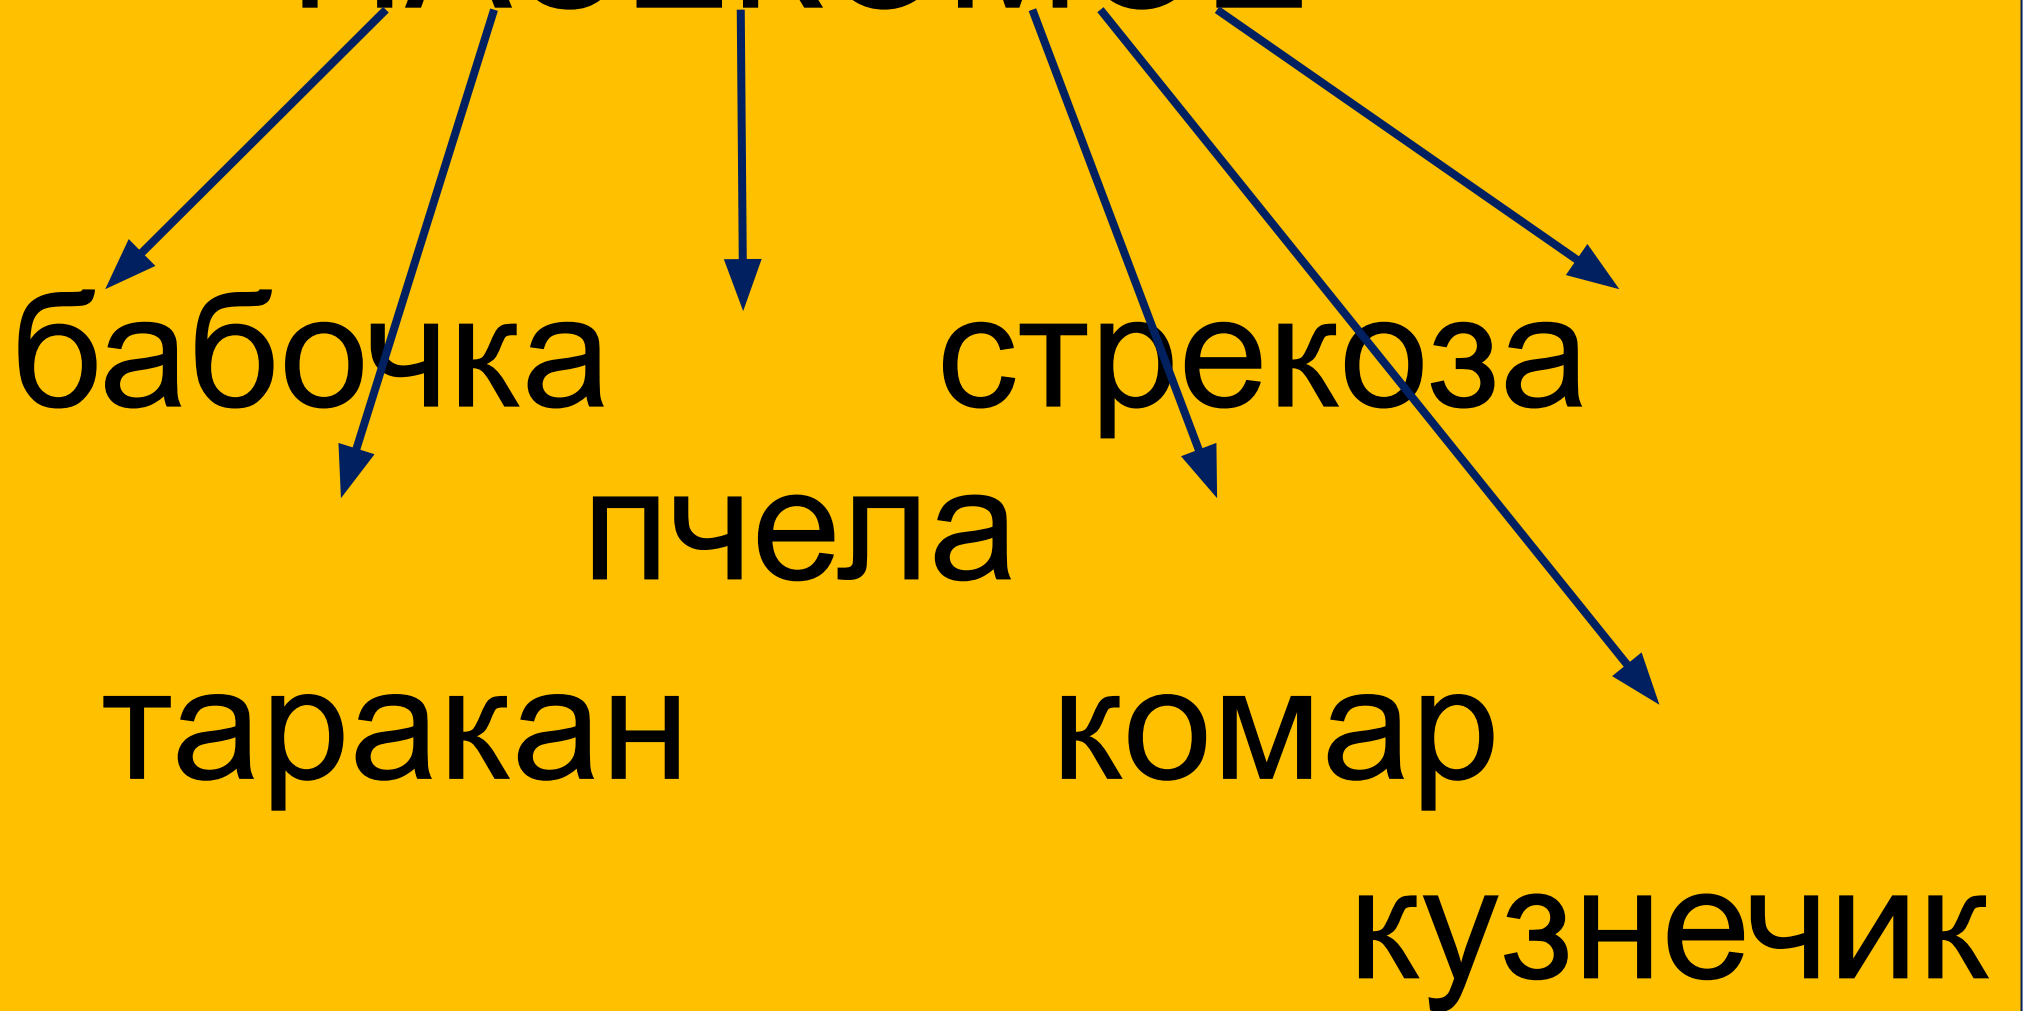 бабочка стрекоза
пчела
таракан комар
кузнечик